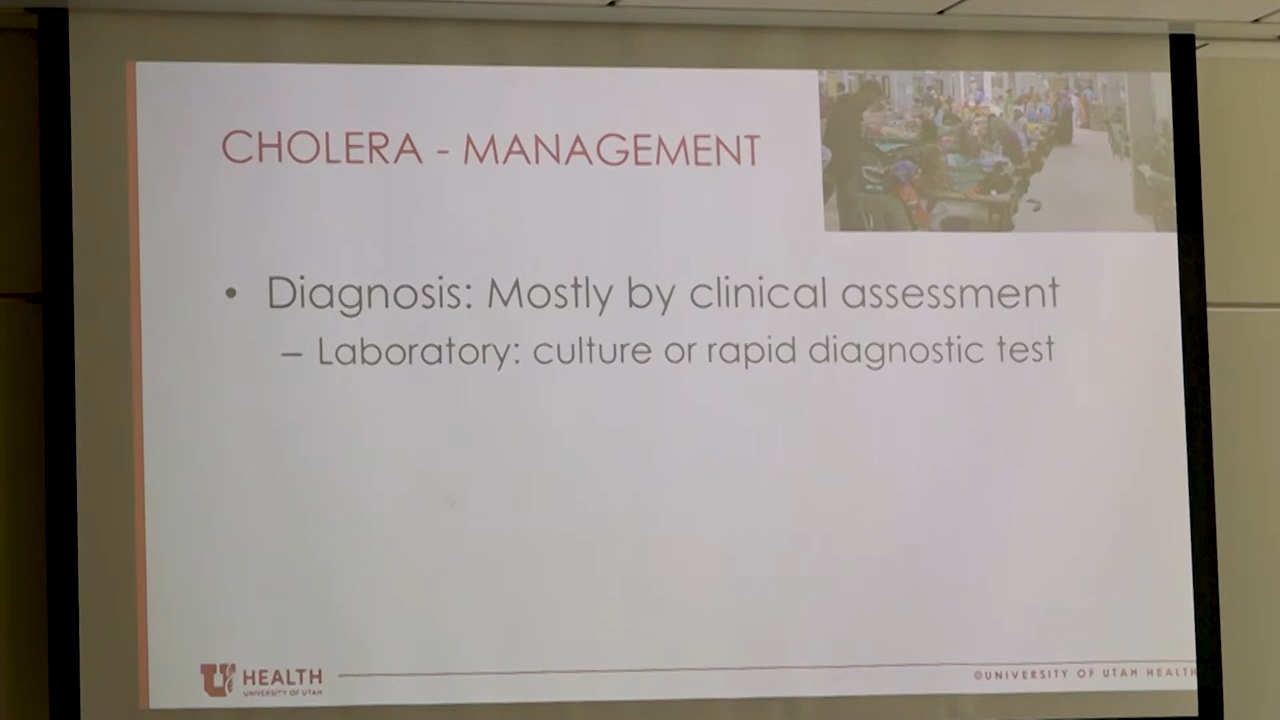 CHOLERA - MANAGEMENT
• Diagnosis: Mostly by clinical assessment
– Laboratory: culture or rapid diagnostic test
U HEALTH
UNIVERSITY OF UTAH
©UNIVERSITY OF UTAH HEALTH